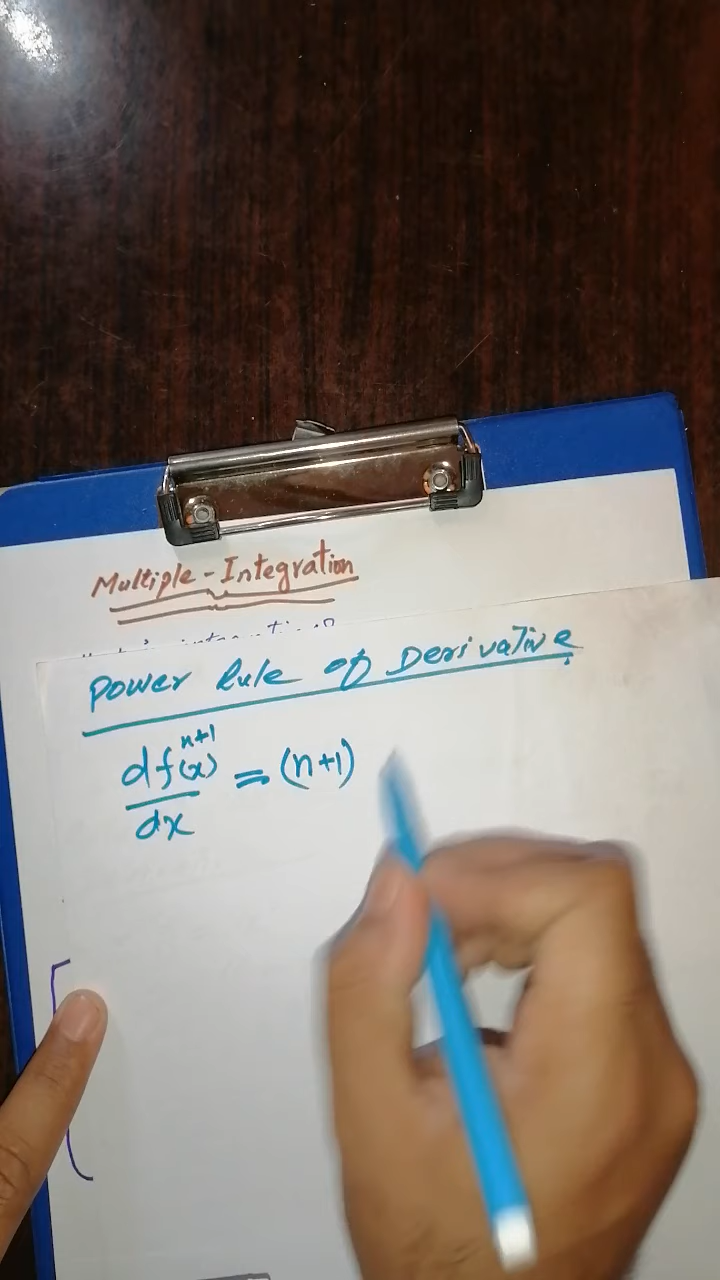 Multiple-Integration
Power Rule of Derivative
df^{n+1}(x)/dx = (n+1)